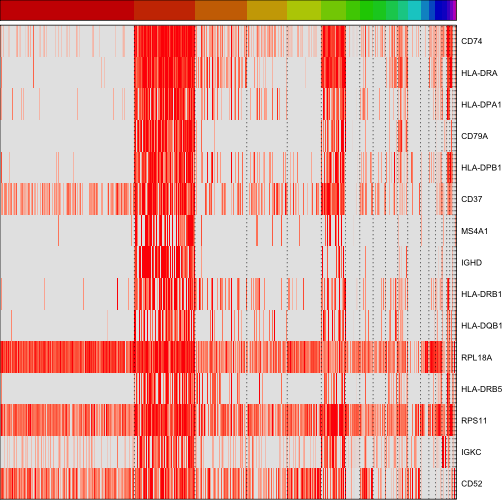 CD74
HLA-DRA
HLA-DPA1
CD79A
HLA-DPB1
CD37
MS4A1
IGHD
HLA-DRB1
HLA-DQB1
RPL18A
HLA-DRB5
RPS11
IGKC
CD52